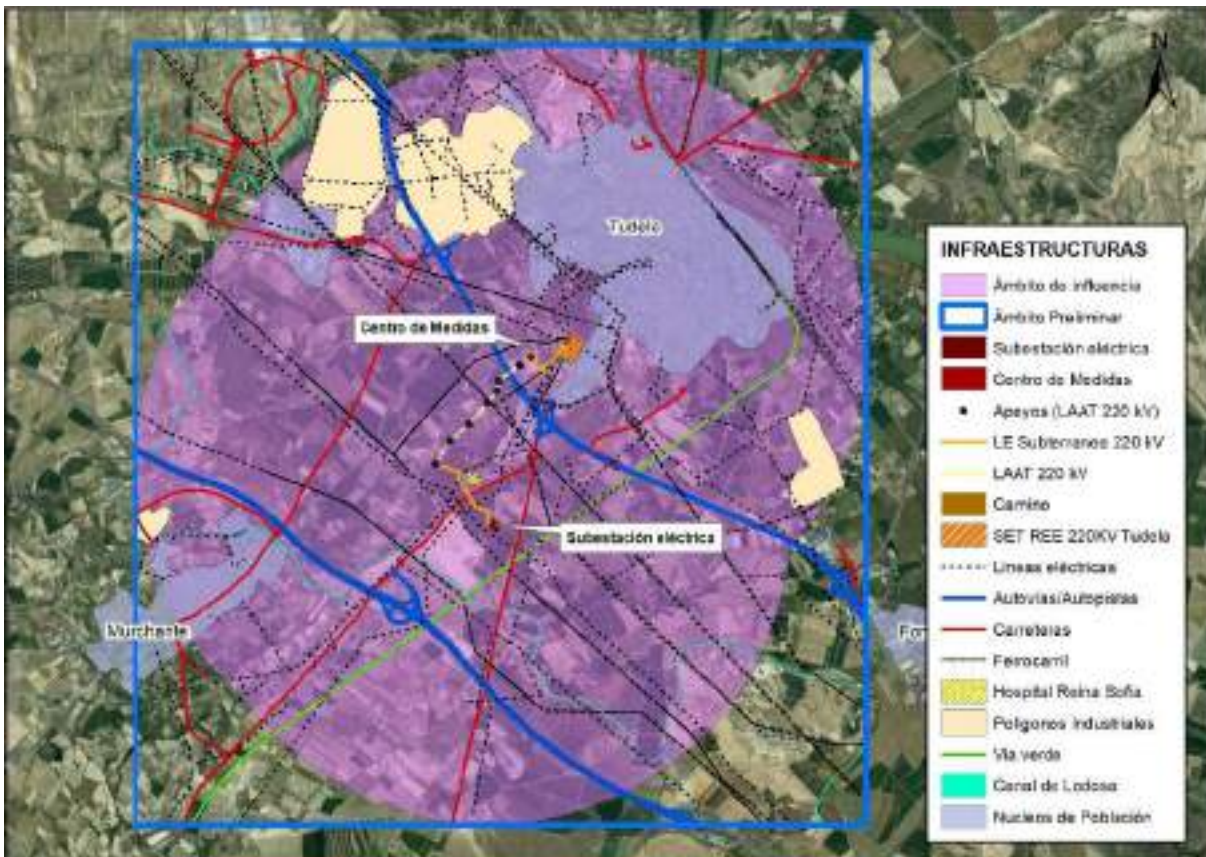 N
Tudela
Centro de Medidas
Subestación eléctrica
Murchante
Fon
INFRAESTRUCTURAS
Ámbito de influencia
Ámbito Preliminar
Subestación eléctrica
Centro de Medidas
Apoyos (LAAT 220 kV)
LE Subterraneo 220 kV
LAAT 220 kV
Camino
SET REE 220KV Tudela
Lineas eléctricas
Autovías/Autopistas
Carreteras
Ferrocarril
Hospital Reina Sofía
Polígonos Industriales
Vía verde
Canal de Lodosa
Nucleos de Población